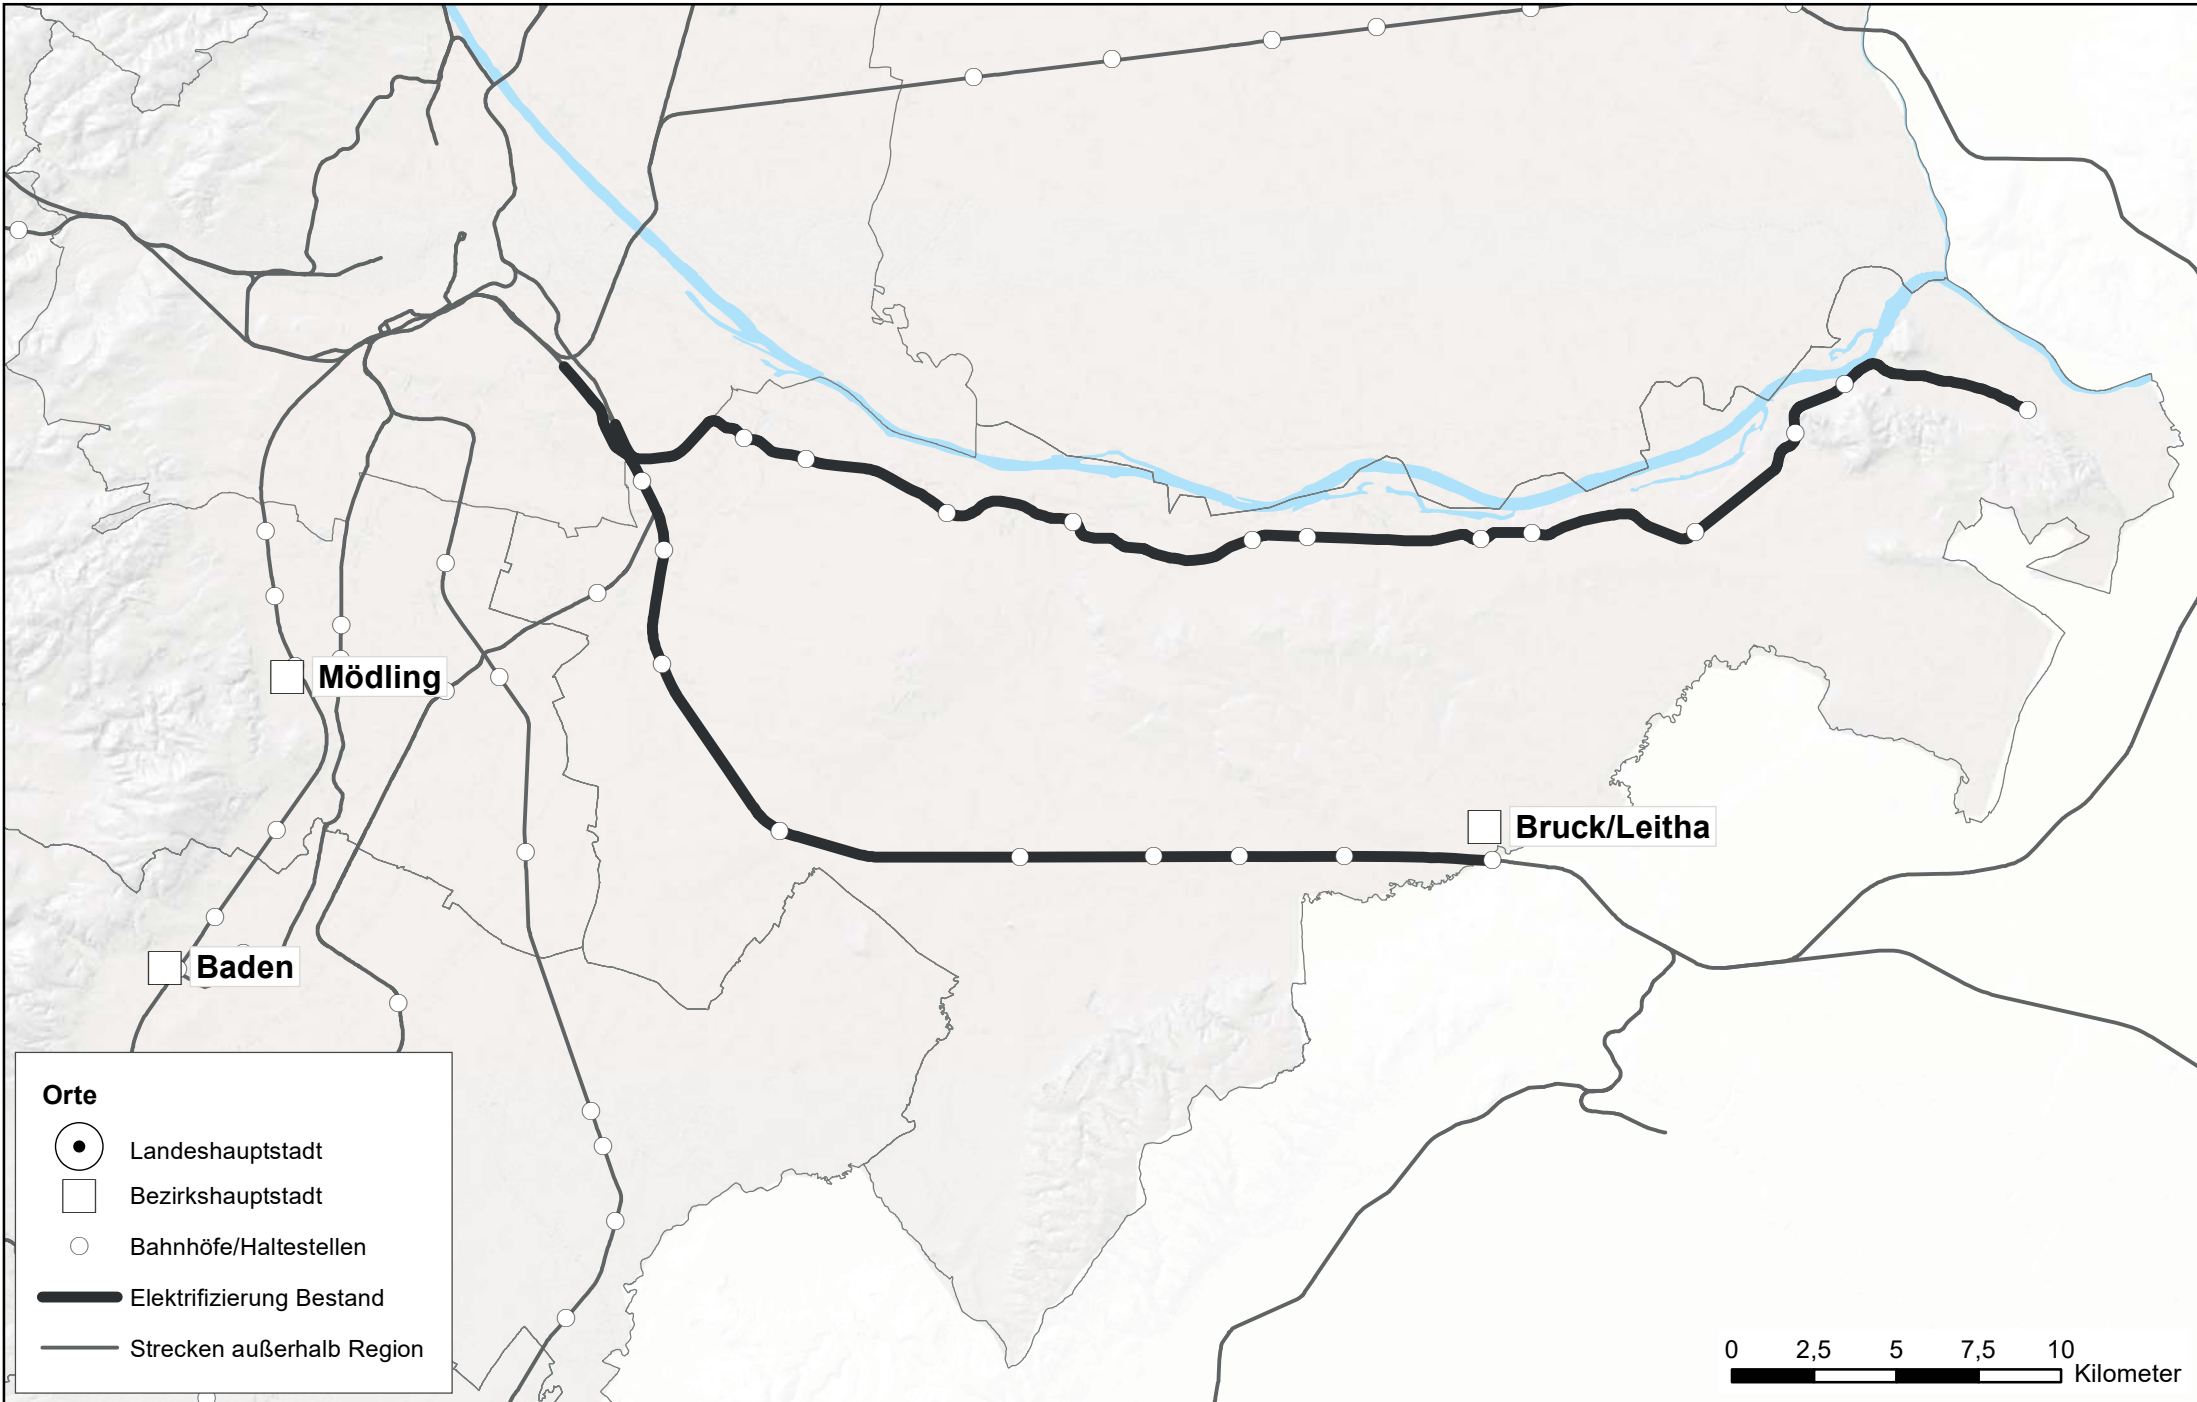 Mödling
Bruck/Leitha
Baden
Orte
Landeshauptstadt
Bezirkshauptstadt
Bahnhöfe/Haltestellen
Elektrifizierung Bestand
Strecken außerhalb Region
0 2,5 5 7,5 10
Kilometer